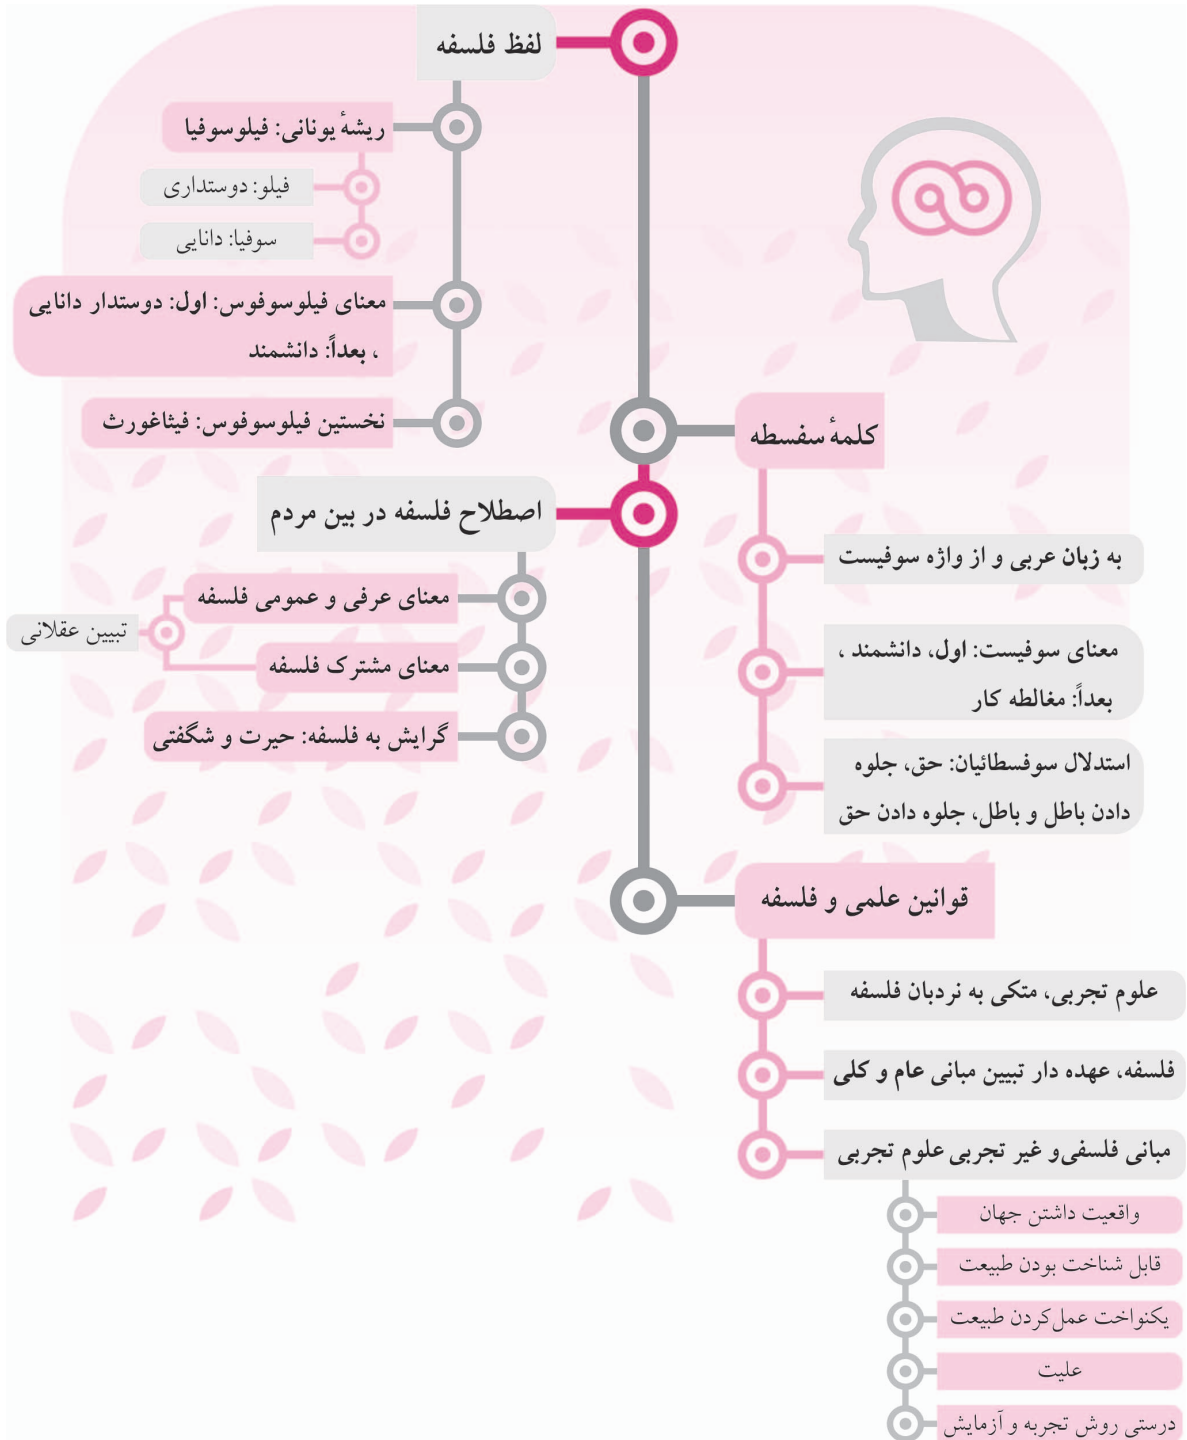 لفظ فلسفه
ریشهٔ یونانی: فیلوسوفیا
فیلو: دوستداری
سوفیا: دانایی
معنای فیلوسوفوس: اول: دوستدار دانایی
، بعداً: دانشمند
نخستین فیلوسوفوس: فیثاغورث
کلمهٔ سفسطه
به زبان عربی و از واژه سوفیست
معنای سوفیست: اول، دانشمند ،
بعداً: مغالطه کار
استدلال سوفسطائیان: حق، جلوه
دادن باطل و باطل، جلوه دادن حق
اصطلاح فلسفه در بین مردم
معنای عرفی و عمومی فلسفه
معنای مشترک فلسفه
تبیین عقلانی
گرایش به فلسفه: حیرت و شگفتی
قوانین علمی و فلسفه
علوم تجربی، متکی به نردبان فلسفه
فلسفه، عهده دار تبیین مبانی عام و کلی
مبانی فلسفی و غیر تجربی علوم تجربی
واقعیت داشتن جهان
قابل شناخت بودن طبیعت
یکنواخت عمل کردن طبیعت
علیت
درستی روش تجربه و آزمایش